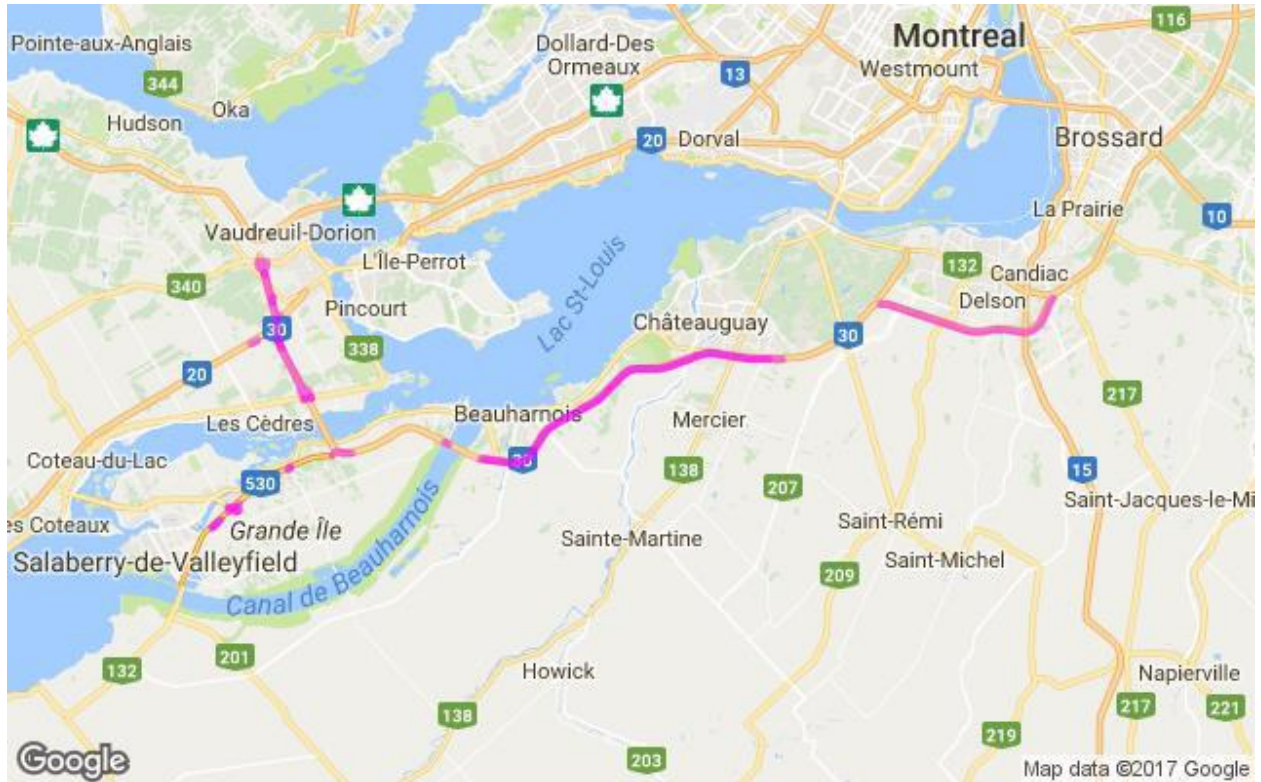 116
Montreal
Pointe-aux-Anglais
Dollard-Des
Ormeaux
Westmount
13
344
Oka
Hudson
20
Dorval
Brossard
La Prairie
10
Vaudreuil-Dorion
L'Île-Perrot
132
Candiac
340
Delson
Pincourt
Lac St-Louis
Châteauguay
30
30
338
20
217
Beauharnois
Mercier
Les Cèdres
30
Coteau-du-Lac
138
15
530
207
Saint-Jacques-le-Mi
es Coteaux
Grande Île
Sainte-Martine
Saint-Rémi
Salaberry-de-Valleyfield
Saint-Michel
209
Canal de Beauharnois
132
201
Howick
Napierville
138
217
221
219
203
Google
Map data ©2017 Google